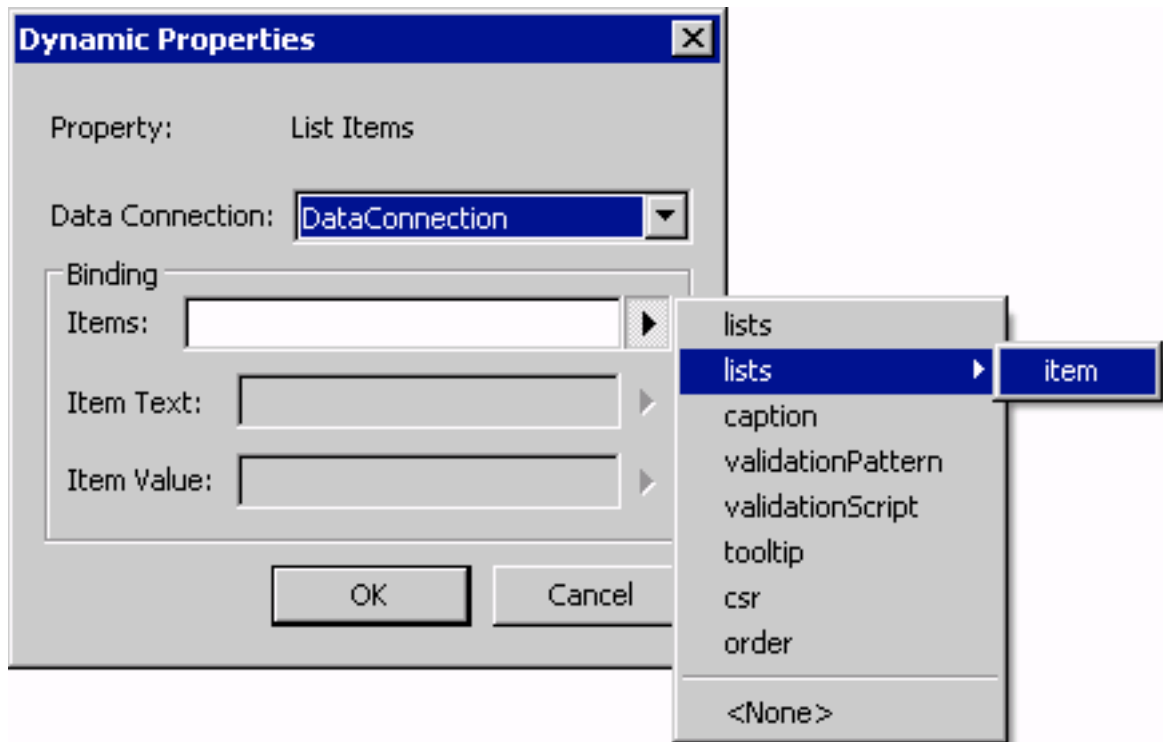 Dynamic Properties
Property: List Items
Data Connection: DataConnection
Binding
Items:
Item Text:
Item Value:
OK Cancel
lists
lists item
caption
validationPattern
validationScript
tooltip
csr
order
<None>